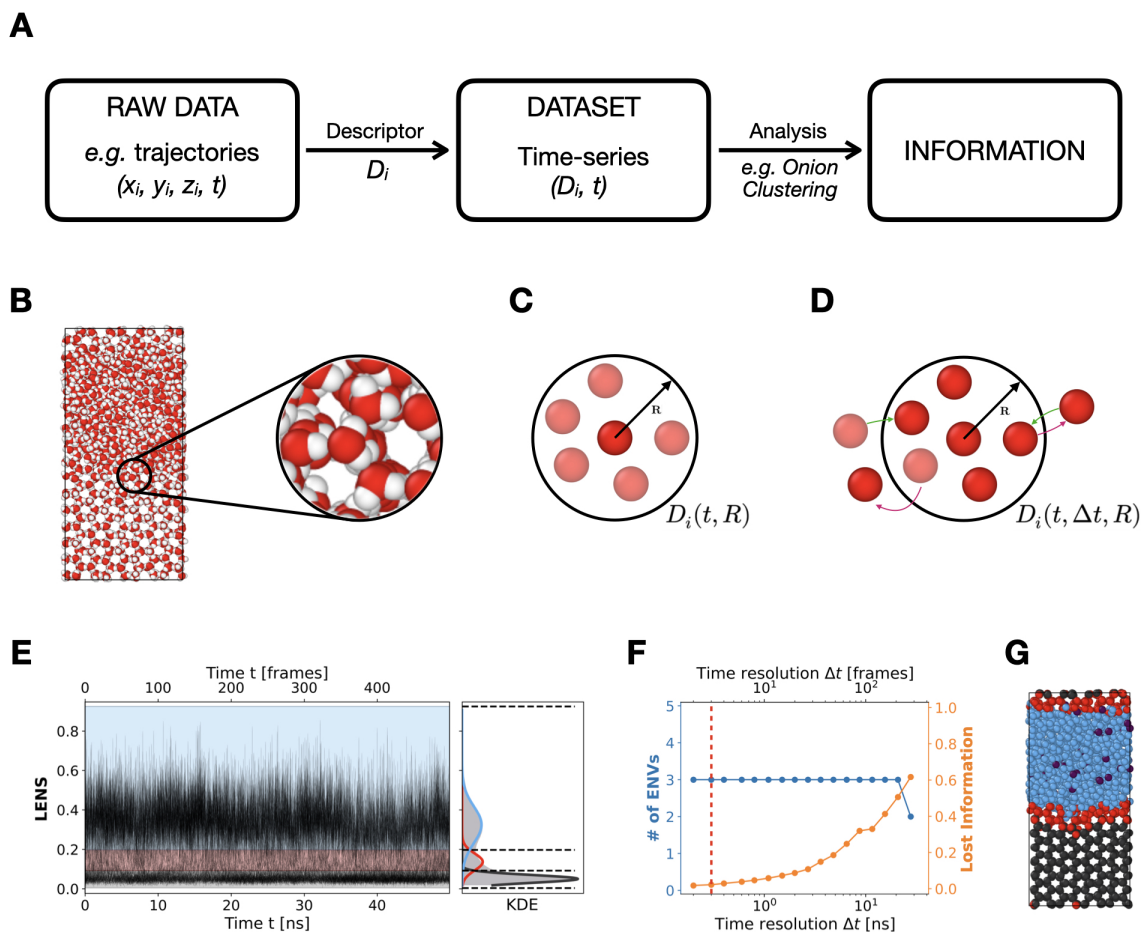 A
RAW DATA
e.g. trajectories
(xᵢ, yᵢ, zᵢ, t)
Descriptor
Dᵢ
DATASET
Time-series
(Dᵢ, t)
Analysis
e.g. Onion
Clustering
INFORMATION
B
C
R
Dᵢ(t, R)
D
R
Dᵢ(t, Δt, R)
E
Time t [frames]
0 100 200 300 400
LENS
0.8
0.6
0.4
0.2
0.0
0 10 20 30 40
Time t [ns]
KDE
F
Time resolution Δt [frames]
10¹ 10²
# of ENVs
5
4
3
2
1
0
1.0
0.8
0.6
0.4
0.2
0.0
Lost Information
10⁰ 10¹
Time resolution Δt [ns]
G